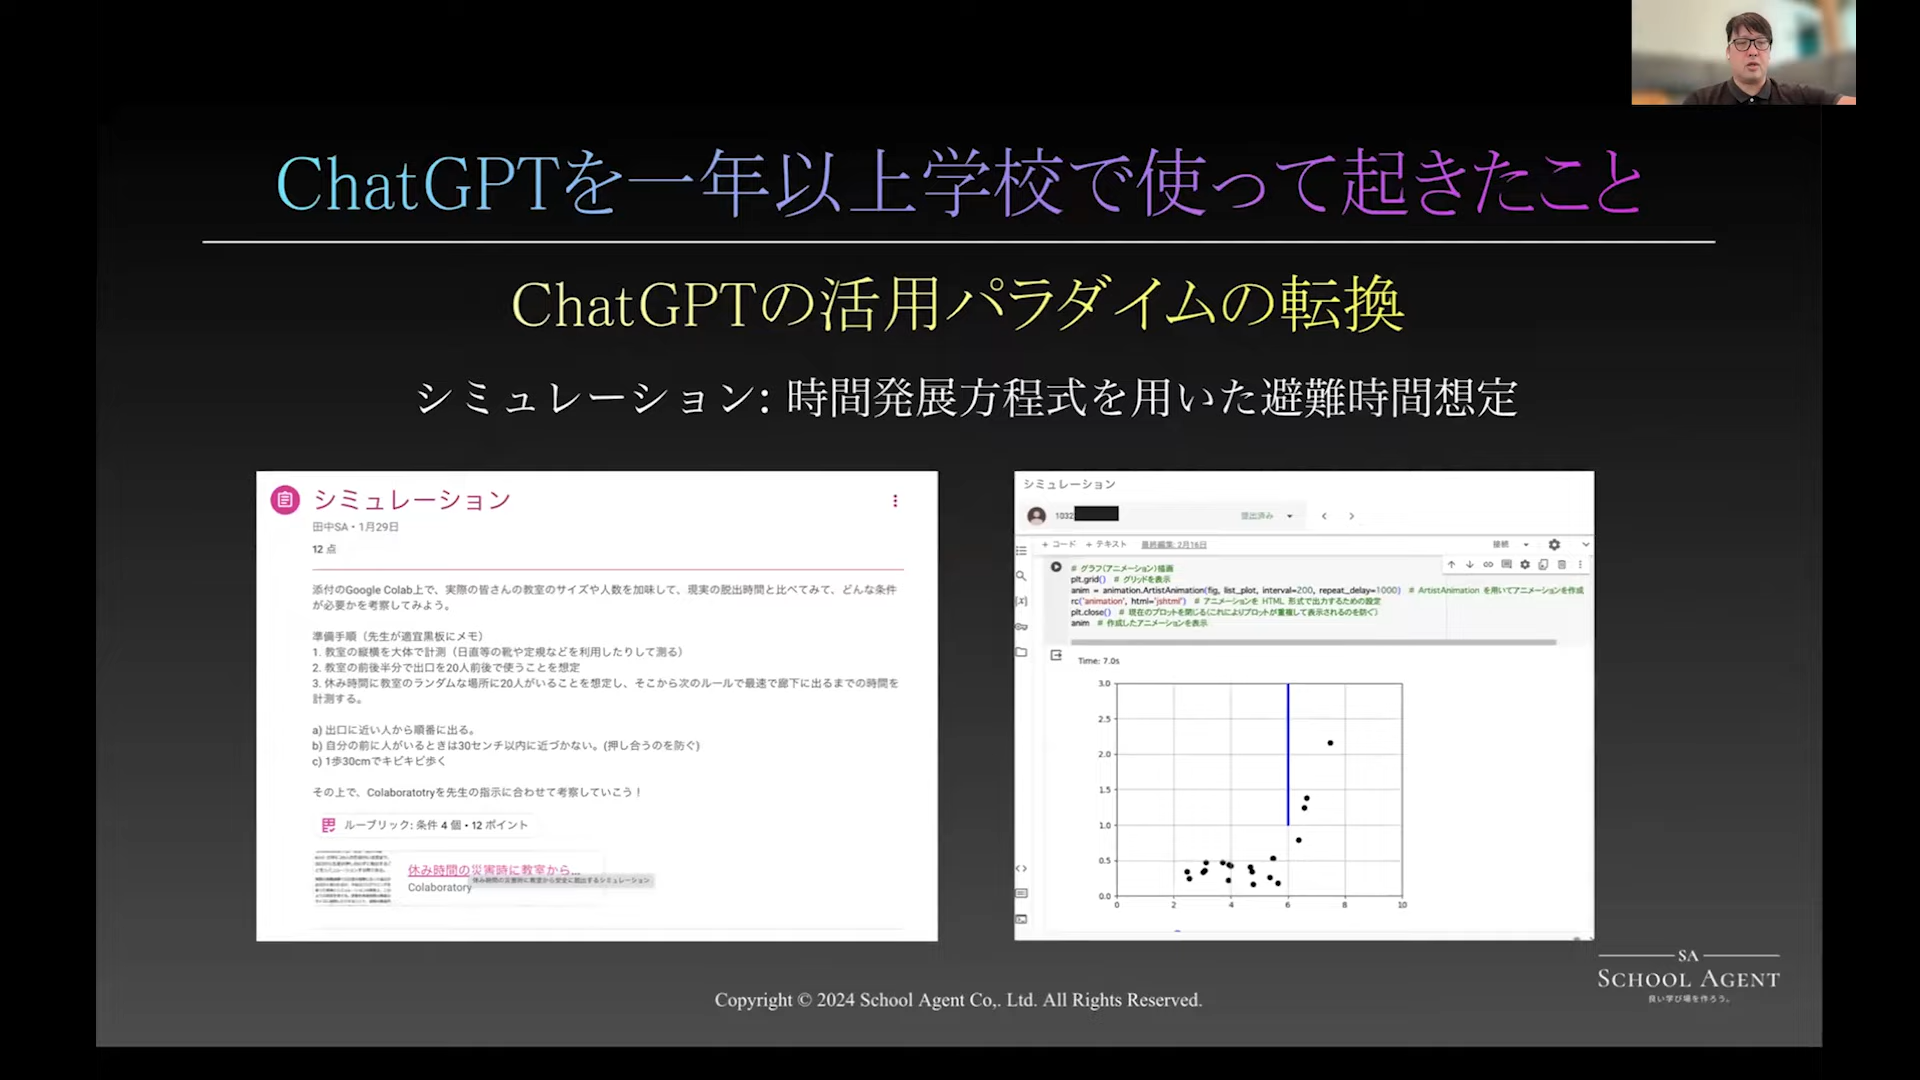 ChatGPTを一年以上学校で使って起きたこと
ChatGPTの活用パラダイムの転換
シミュレーション: 時間発展方程式を用いた避難時間想定
シミュレーション
田中SA • 1月29日
12 点
添付のGoogle Colab上で、実際の皆さんの教室のサイズや人数を加味して、現実の脱出時間と比べてみて、どんな条件
が必要かを考察してみよう。
準備手順（先生が適宜黒板にメモ）
1. 教室の縦横を大体で計測（日直等の靴や定規などを利用したりして測る）
2. 教室の前後半分で出口を20人前後で使うことを想定
3. 休み時間に教室のランダムな場所に20人がいることを想定し、そこから次のルールで最速で廊下に出るまでの時間を
計測する。
a) 出口に近い人から順番に出る。
b) 自分の前に人がいるときは30センチ以内に近づかない。(押し合うのを防ぐ)
c) 1歩30cmでキビキビ歩く
その上で、Colaboratotryを先生の指示に合わせて考察していこう！
ルーブリック: 条件 4 個 • 12 ポイント
休み時間の災害時に教室から...
Colaboratory
休み時間の災害時に教室から安全に脱出するシミュレーション
シミュレーション
1032
提出済み
+ コード + テキスト 最終編集: 2月16日
接続
# グラフ(アニメーション)描画
plt.grid() # グリッドを表示
anim = animation.ArtistAnimation(fig, list_plot, interval=200, repeat_delay=1000) # ArtistAnimation を用いてアニメーションを作成
rc('animation', html='jshtml') # アニメーションを HTML 形式で出力するための設定
plt.close() # 現在のプロットを閉じる(これによりプロットが重複して表示されるのを防ぐ)
anim # 作成したアニメーションを表示
Time: 7.0s
3.0
2.5
2.0
1.5
1.0
0.5
0.0
0 2 4 6 8 10
SA
SCHOOL AGENT
良い学び場を作ろう。
Copyright © 2024 School Agent Co,. Ltd. All Rights Reserved.